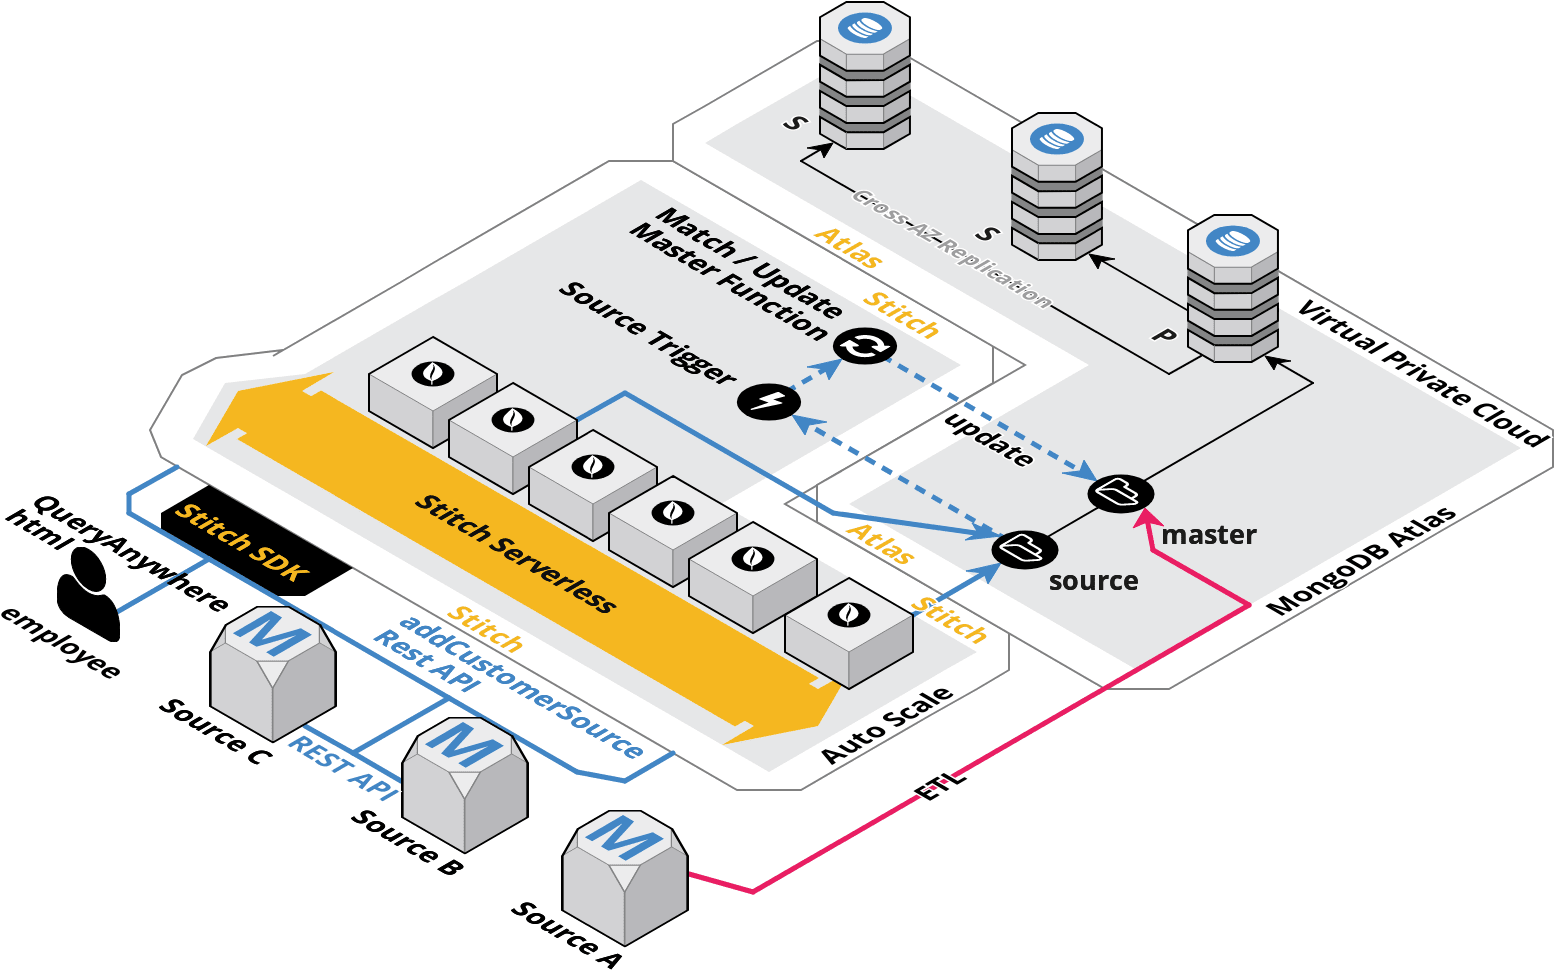 S
Cross-AZ-Replication
S
P
Virtual Private Cloud
Atlas
Stitch
Match / Update
Master Function
Source Trigger
update
master
source
MongoDB Atlas
Atlas
Stitch
Stitch Serverless
Auto Scale
Stitch SDK
QueryAnywhere
html
employee
Stitch
addCustomerSource
Rest API
M
Source C
REST API
M
Source B
ETL
M
Source A